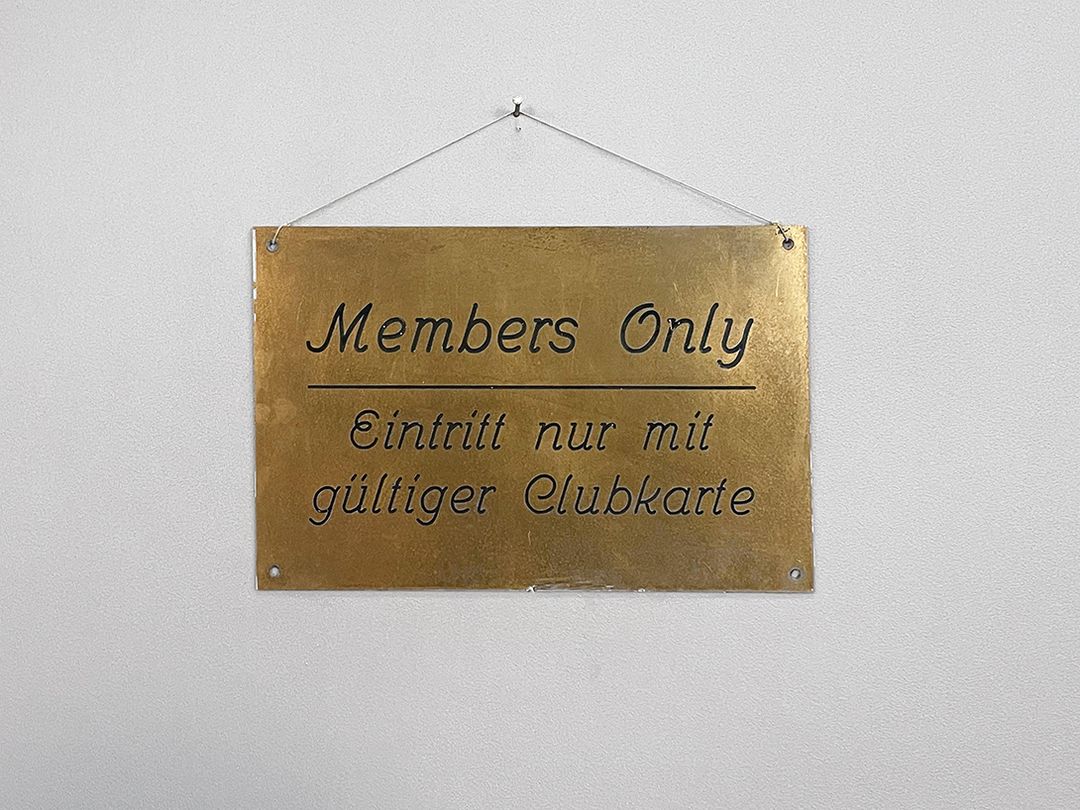 Members Only
Eintritt nur mit
gültiger Clubkarte